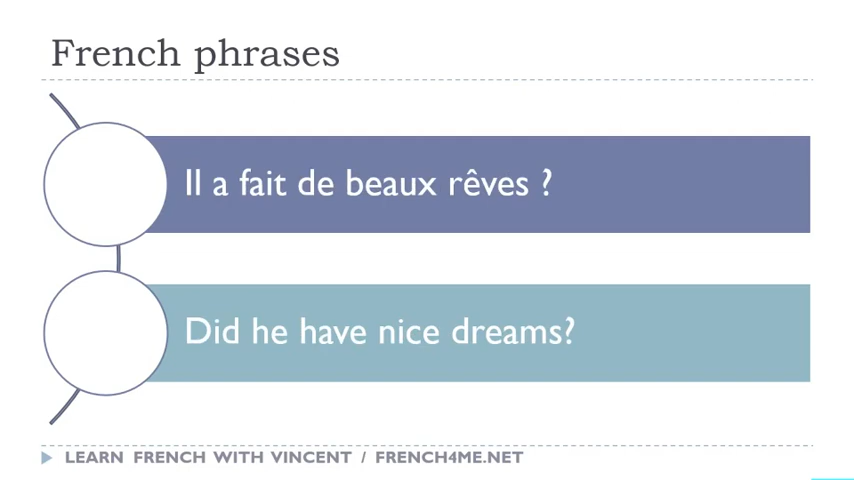 French phrases
Il a fait de beaux rêves ?
Did he have nice dreams?
LEARN FRENCH WITH VINCENT / FRENCH4ME.NET